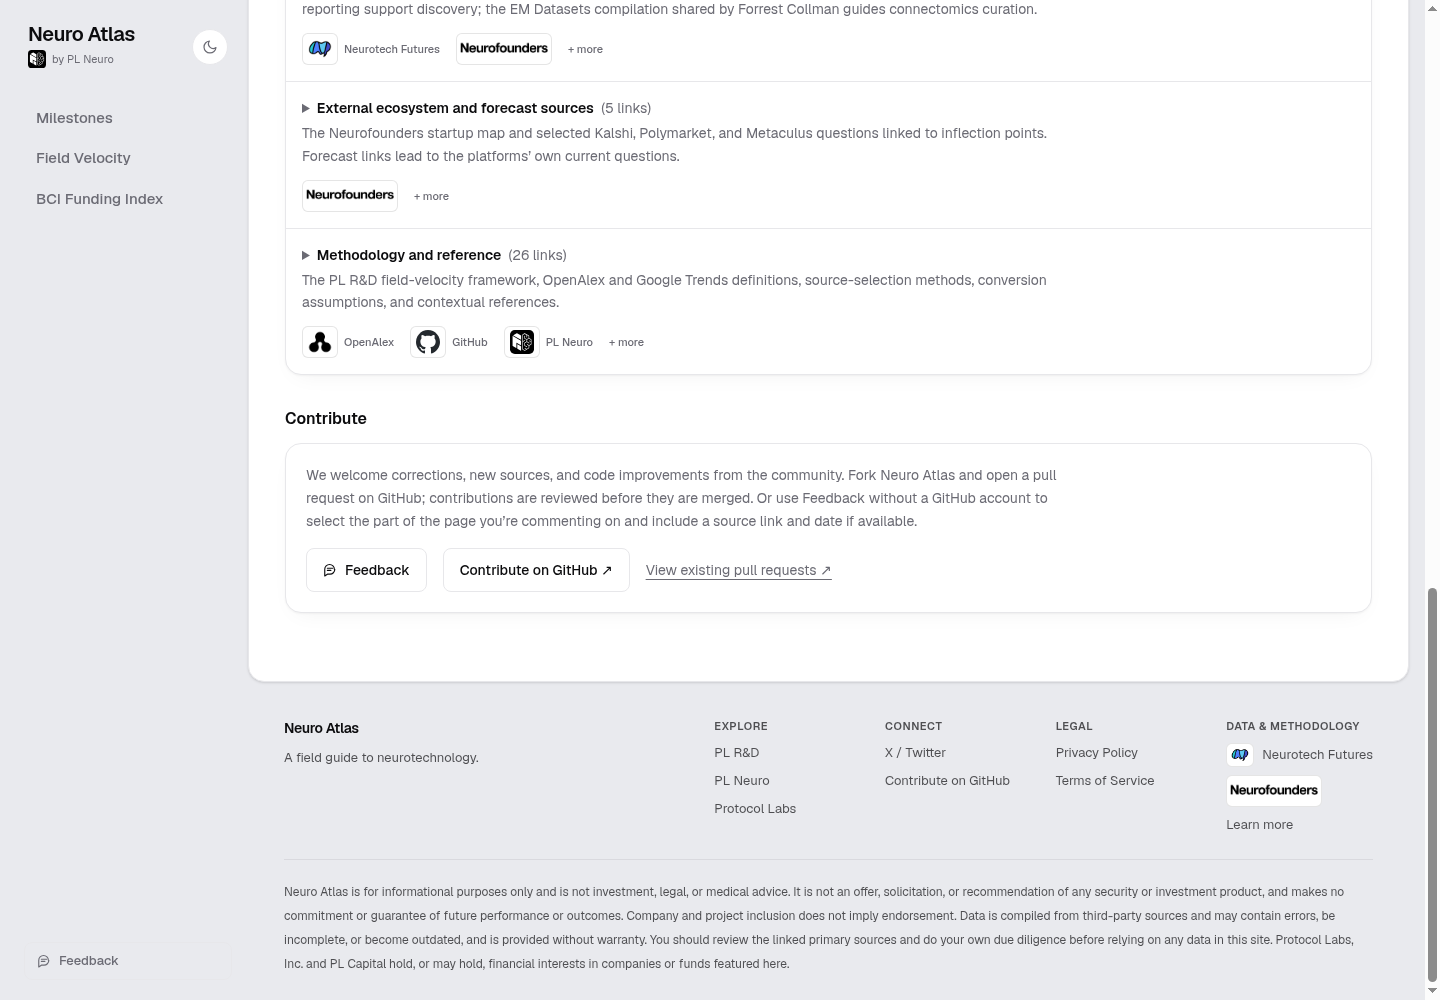 Neuro Atlas
by PL Neuro
Milestones
Field Velocity
BCI Funding Index
Feedback
reporting support discovery; the EM Datasets compilation shared by Forrest Collman guides connectomics curation.
Neurotech Futures
Neurofounders
+ more
External ecosystem and forecast sources (5 links)
The Neurofounders startup map and selected Kalshi, Polymarket, and Metaculus questions linked to inflection points.
Forecast links lead to the platforms’ own current questions.
Neurofounders
+ more
Methodology and reference (26 links)
The PL R&D field-velocity framework, OpenAlex and Google Trends definitions, source-selection methods, conversion
assumptions, and contextual references.
OpenAlex
GitHub
PL Neuro
+ more
Contribute
We welcome corrections, new sources, and code improvements from the community. Fork Neuro Atlas and open a pull
request on GitHub; contributions are reviewed before they are merged. Or use Feedback without a GitHub account to
select the part of the page you’re commenting on and include a source link and date if available.
Feedback
Contribute on GitHub ↗
View existing pull requests ↗
Neuro Atlas
A field guide to neurotechnology.
EXPLORE
PL R&D
PL Neuro
Protocol Labs
CONNECT
X / Twitter
Contribute on GitHub
LEGAL
Privacy Policy
Terms of Service
DATA & METHODOLOGY
Neurotech Futures
Neurofounders
Learn more
Neuro Atlas is for informational purposes only and is not investment, legal, or medical advice. It is not an offer, solicitation, or recommendation of any security or investment product, and makes no
commitment or guarantee of future performance or outcomes. Company and project inclusion does not imply endorsement. Data is compiled from third-party sources and may contain errors, be
incomplete, or become outdated, and is provided without warranty. You should review the linked primary sources and do your own due diligence before relying on any data in this site. Protocol Labs,
Inc. and PL Capital hold, or may hold, financial interests in companies or funds featured here.